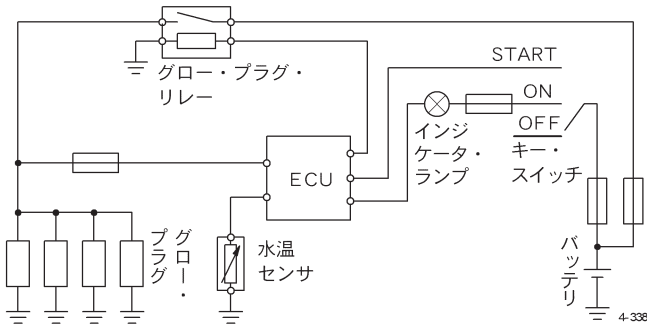 START
グロー・プラグ・
リレー
ON
インジ
ケータ・
ランプ
OFF
キー・
スイッチ
ECU
グロー・
プラグ
水温
センサ
バッテリ
4-338